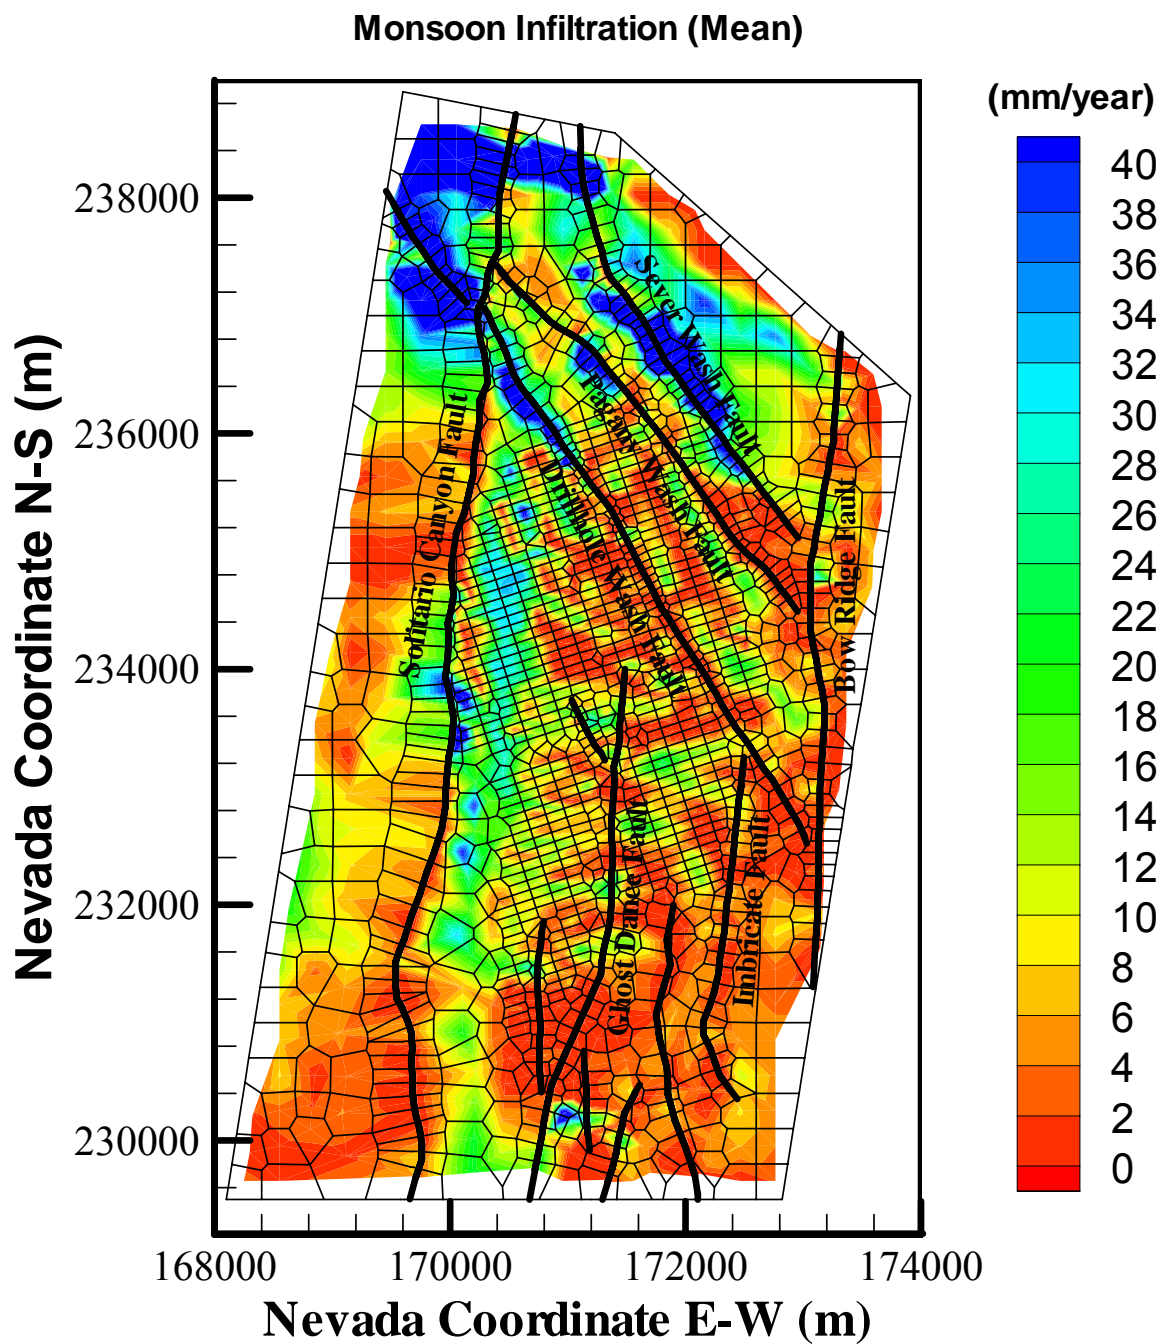 Monsoon Infiltration (Mean)
(mm/year)
40
38
36
34
32
30
28
26
24
22
20
18
16
14
12
10
8
6
4
2
0
Nevada Coordinate N-S (m)
238000
236000
234000
232000
230000
Sever Wash Fault
Pagany Wash Fault
Drillhole Wash Fault
Solitario Canyon Fault
Bow Ridge Fault
Ghost Dance Fault
Imbricate Fault
168000
170000
172000
174000
Nevada Coordinate E-W (m)